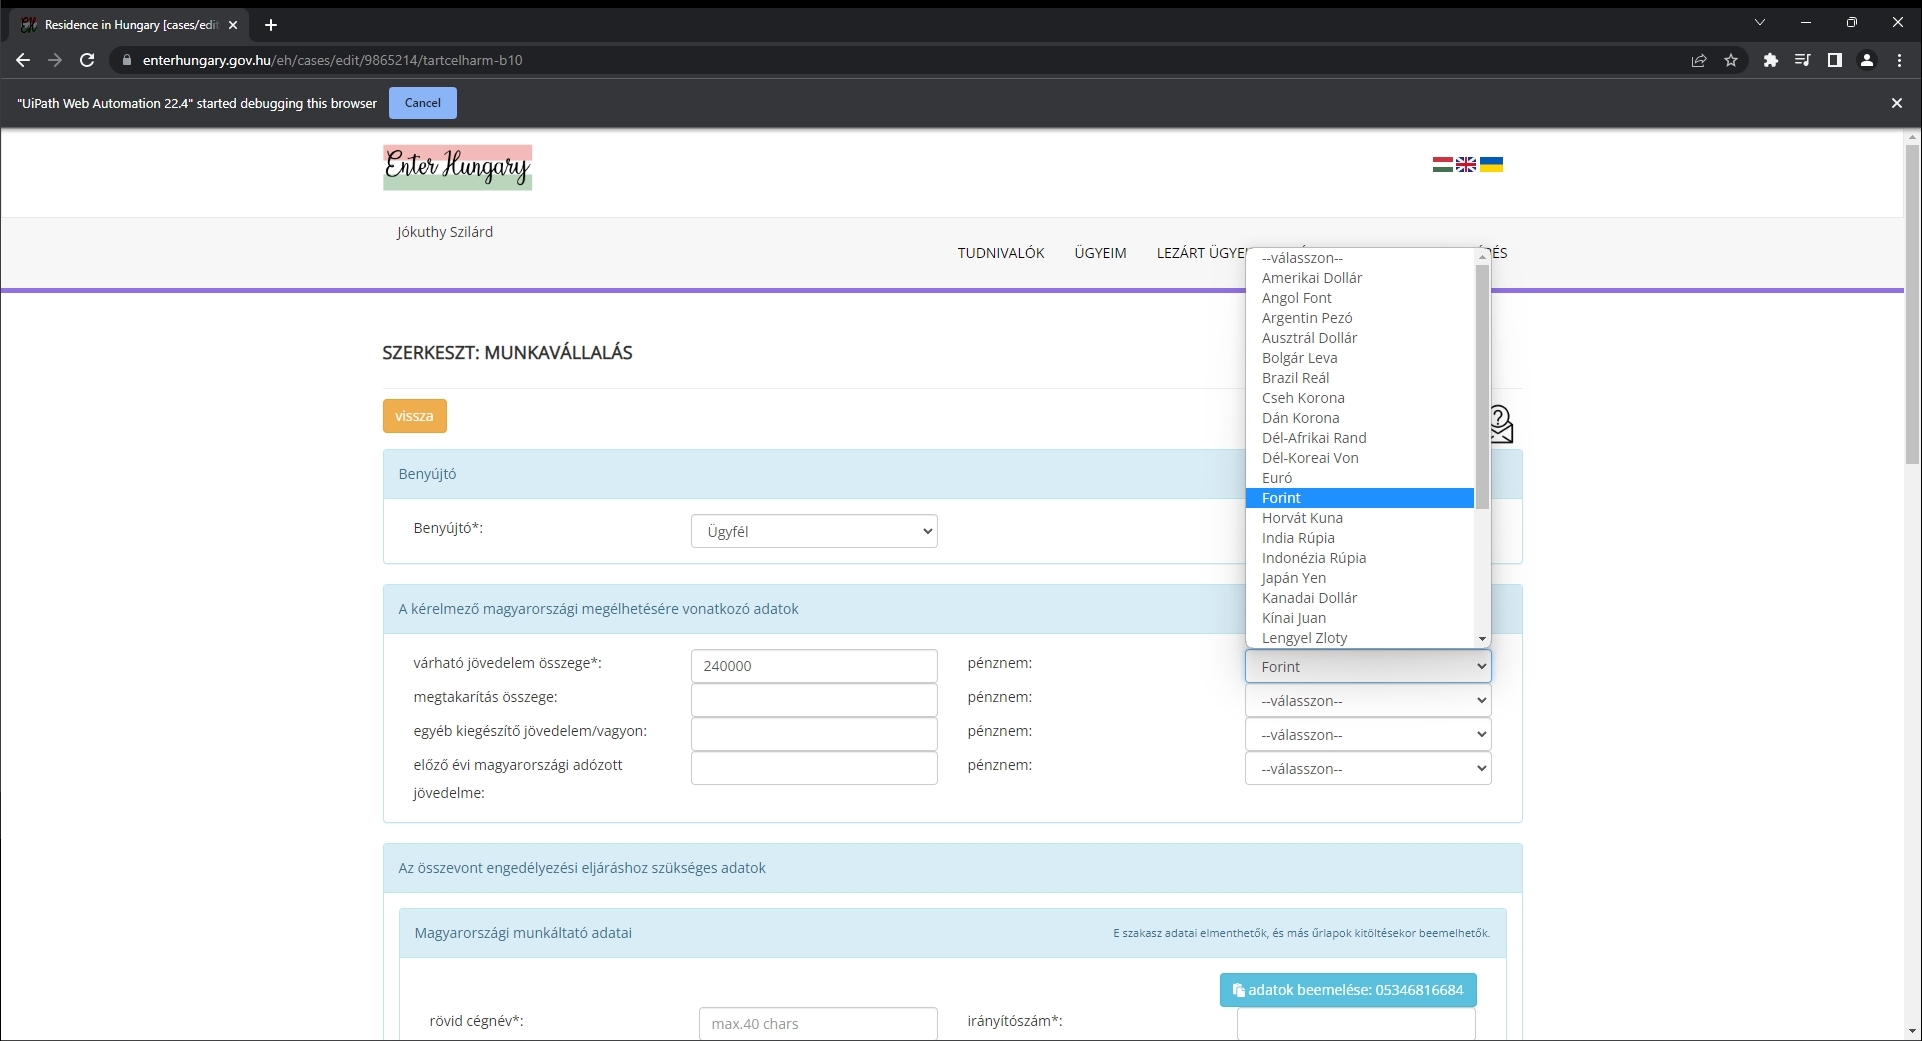 Residence in Hungary [cases/edit
enterhungary.gov.hu/eh/cases/edit/9865214/tartcelharm-b10
"UiPath Web Automation 22.4" started debugging this browser
Cancel
Enter Hungary
Jókuthy Szilárd
TUDNIVALÓK
ÜGYEIM
LEZÁRT ÜGYEI
--válasszon--
Amerikai Dollár
Angol Font
Argentin Pezó
Ausztrál Dollár
Bolgár Leva
Brazil Reál
Cseh Korona
Dán Korona
Dél-Afrikai Rand
Dél-Koreai Von
Euró
Forint
Horvát Kuna
India Rúpia
Indonézia Rúpia
Japán Yen
Kanadai Dollár
Kínai Juan
Lengyel Zloty
SZERKESZT: MUNKAVÁLLALÁS
vissza
Benyújtó
Benyújtó*:
Ügyfél
A kérelmező magyarországi megélhetésére vonatkozó adatok
várható jövedelem összege*: 240000 pénznem: Forint
megtakarítás összege: pénznem: --válasszon--
egyéb kiegészítő jövedelem/vagyon: pénznem: --válasszon--
előző évi magyarországi adózott pénznem: --válasszon--
jövedelme:
Az összevont engedélyezési eljáráshoz szükséges adatok
Magyarországi munkáltató adatai
E szakasz adatai elmenthetők, és más űrlapok kitöltésekor beemelhetők.
adatok beemelése: 05346816684
rövid cégnév*: max.40 chars irányítószám*: